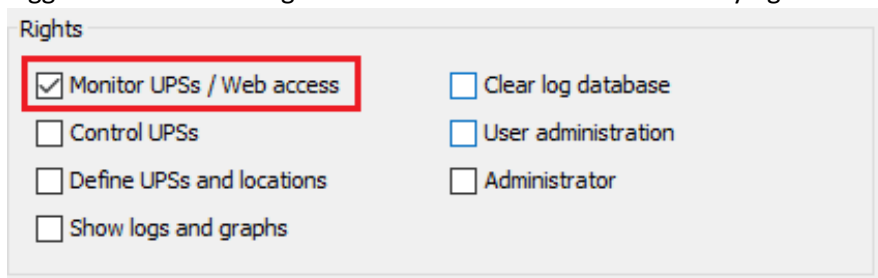 Rights
Monitor UPSs / Web access
Clear log database
Control UPSs
User administration
Define UPSs and locations
Administrator
Show logs and graphs